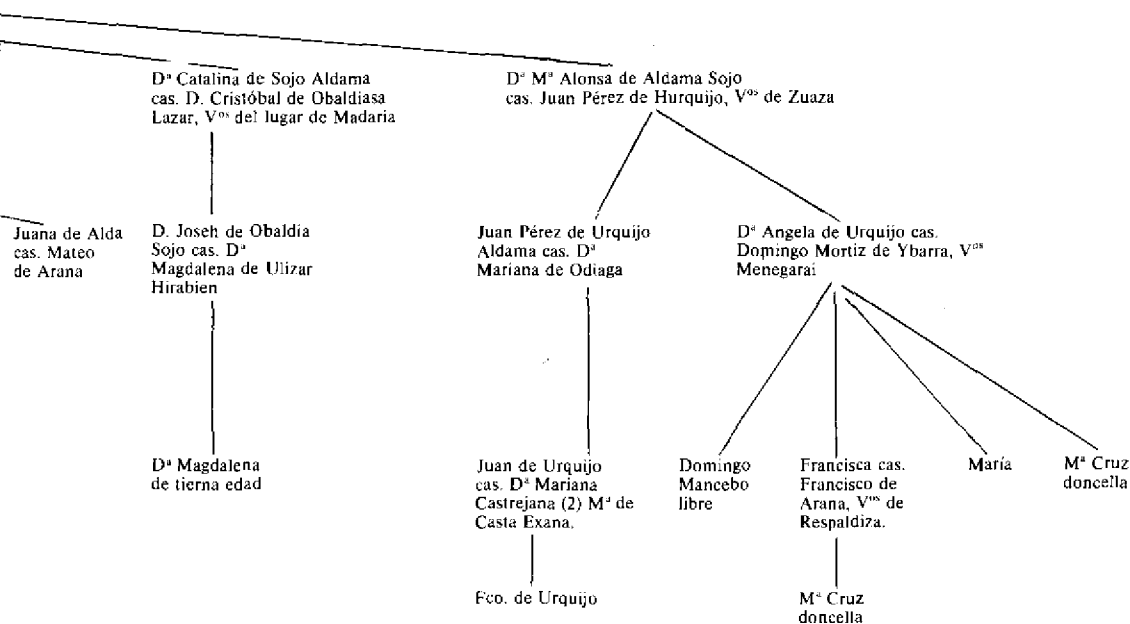 Dª Catalina de Sojo Aldama
cas. D. Cristóbal de Obaldiasa
Lazar, Vºˢ del lugar de Madaria
Dª Mª Alonsa de Aldama Sojo
cas. Juan Pérez de Hurquijo, Vºˢ de Zuaza
Juana de Alda
cas. Mateo
de Arana
D. Joseh de Obaldía
Sojo cas. Dª
Magdalena de Ulizar
Hirabien
Juan Pérez de Urquijo
Aldama cas. Dª
Mariana de Odiaga
Dª Angela de Urquijo cas.
Domingo Mortiz de Ybarra, Vºˢ
Menegarai
Dª Magdalena
de tierna edad
Juan de Urquijo
cas. Dª Mariana
Castrejana (2) Mª de
Casta Exana.
Domingo
Mancebo
libre
Francisca cas.
Francisco de
Arana, Vºˢ de
Respaldiza.
María
Mª Cruz
doncella
Fco. de Urquijo
Mª Cruz
doncella